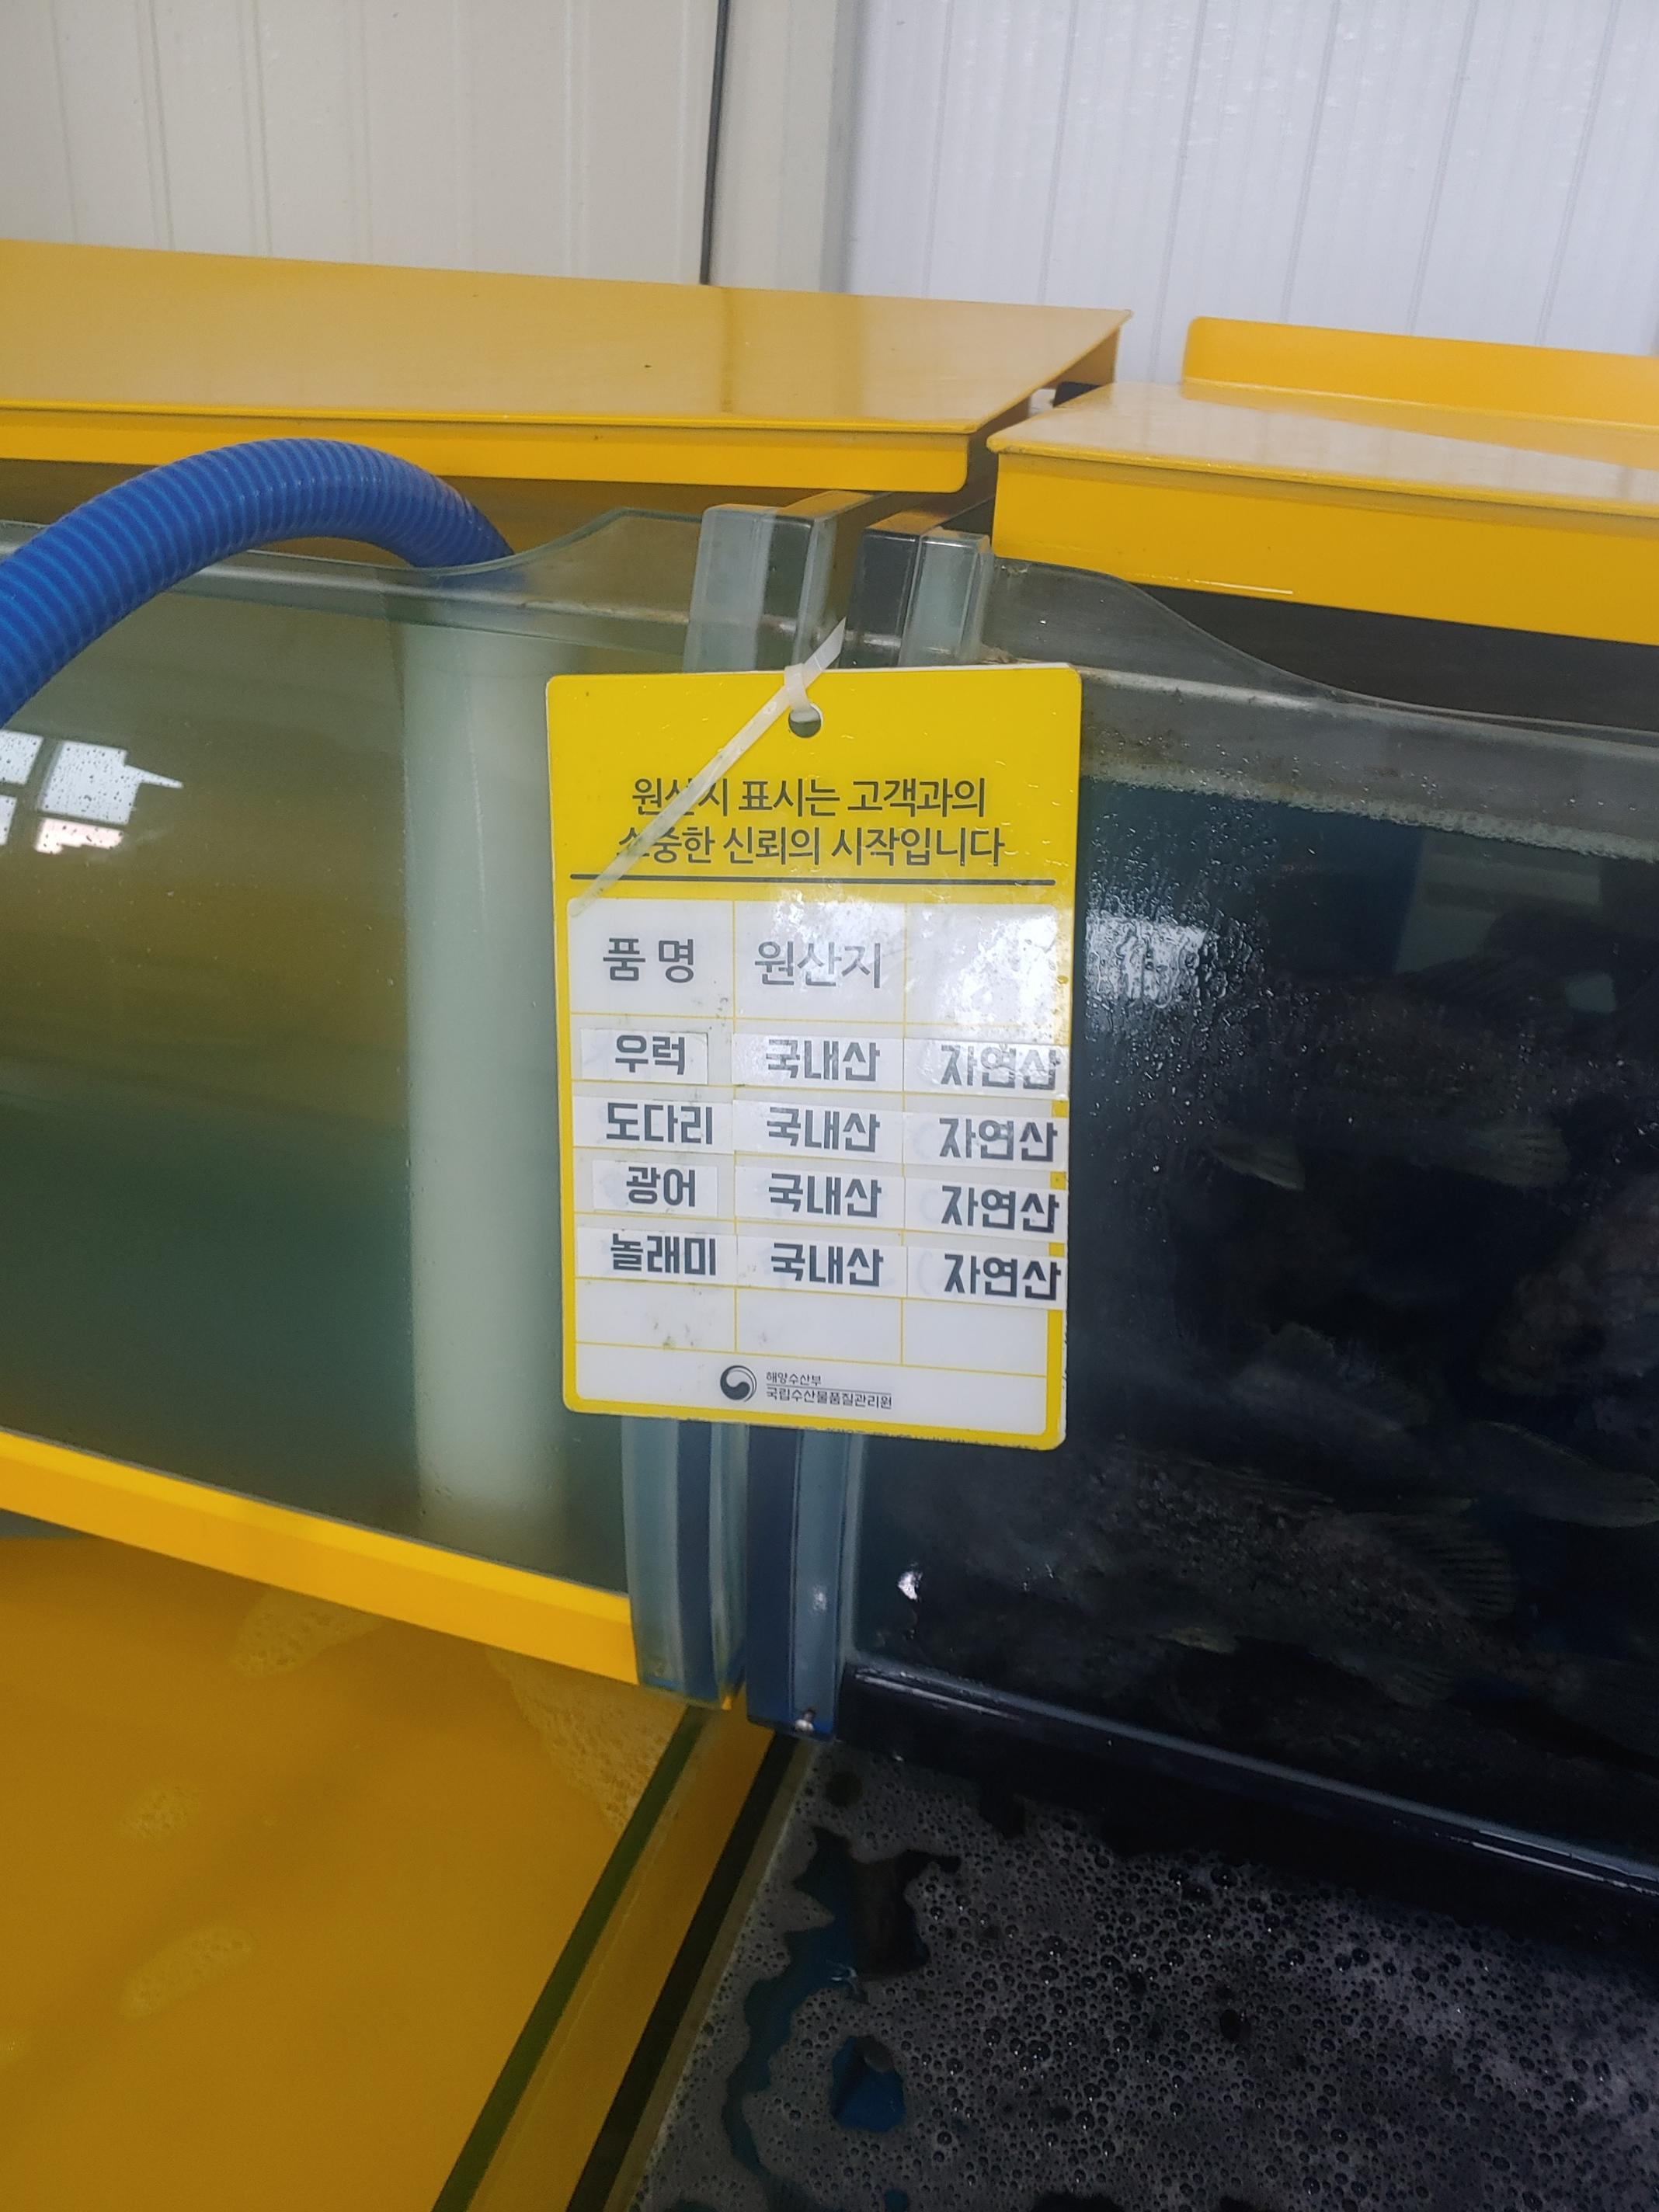 원산지 표시는 고객과의
소중한 신뢰의 시작입니다
품명 원산지
우럭 국내산 자연산
도다리 국내산 자연산
광어 국내산 자연산
놀래미 국내산 자연산
해양수산부
국립수산물품질관리원